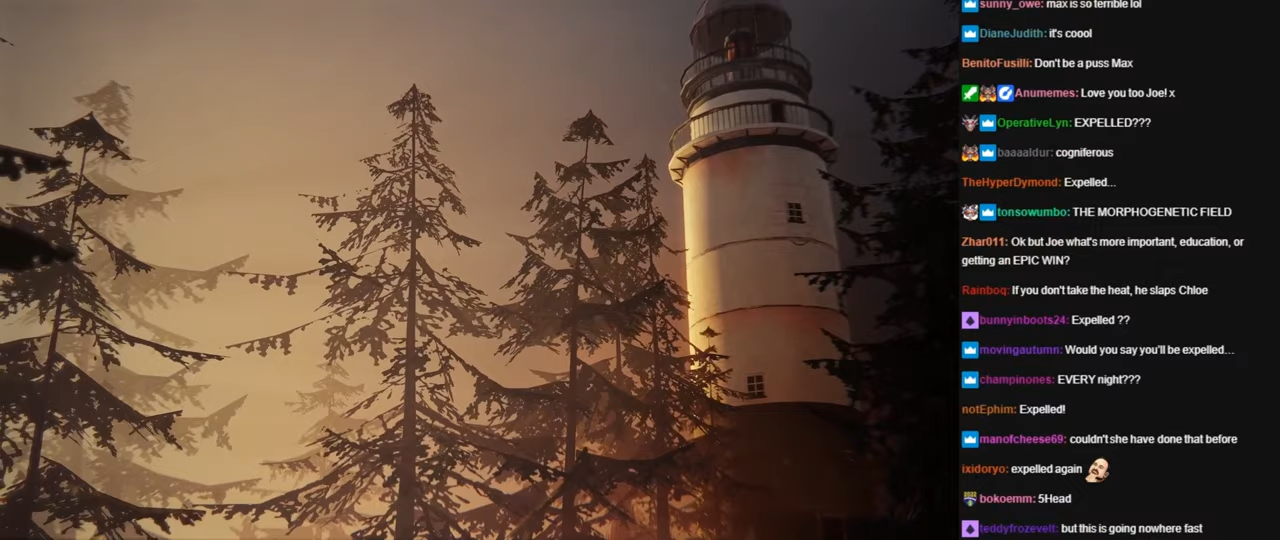 sunny_owe: max is so terrible lol
DianeJudith: it's coool
BenitoFusilli: Don't be a puss Max
Anumemes: Love you too Joe! x
OperativeLyn: EXPELLED???
baaaaldur: cogniferous
TheHyperDymond: Expelled...
tonsowumbo: THE MORPHOGENETIC FIELD
Zhar011: Ok but Joe what's more important, education, or
getting an EPIC WIN?
Rainboq: If you don't take the heat, he slaps Chloe
bunnyinboots24: Expelled ??
movingautumn: Would you say you'll be expelled...
champinones: EVERY night???
notEphim: Expelled!
manofcheese69: couldn't she have done that before
ixidoryo: expelled again
bokoemm: 5Head
teddyfrozevelt: but this is going nowhere fast